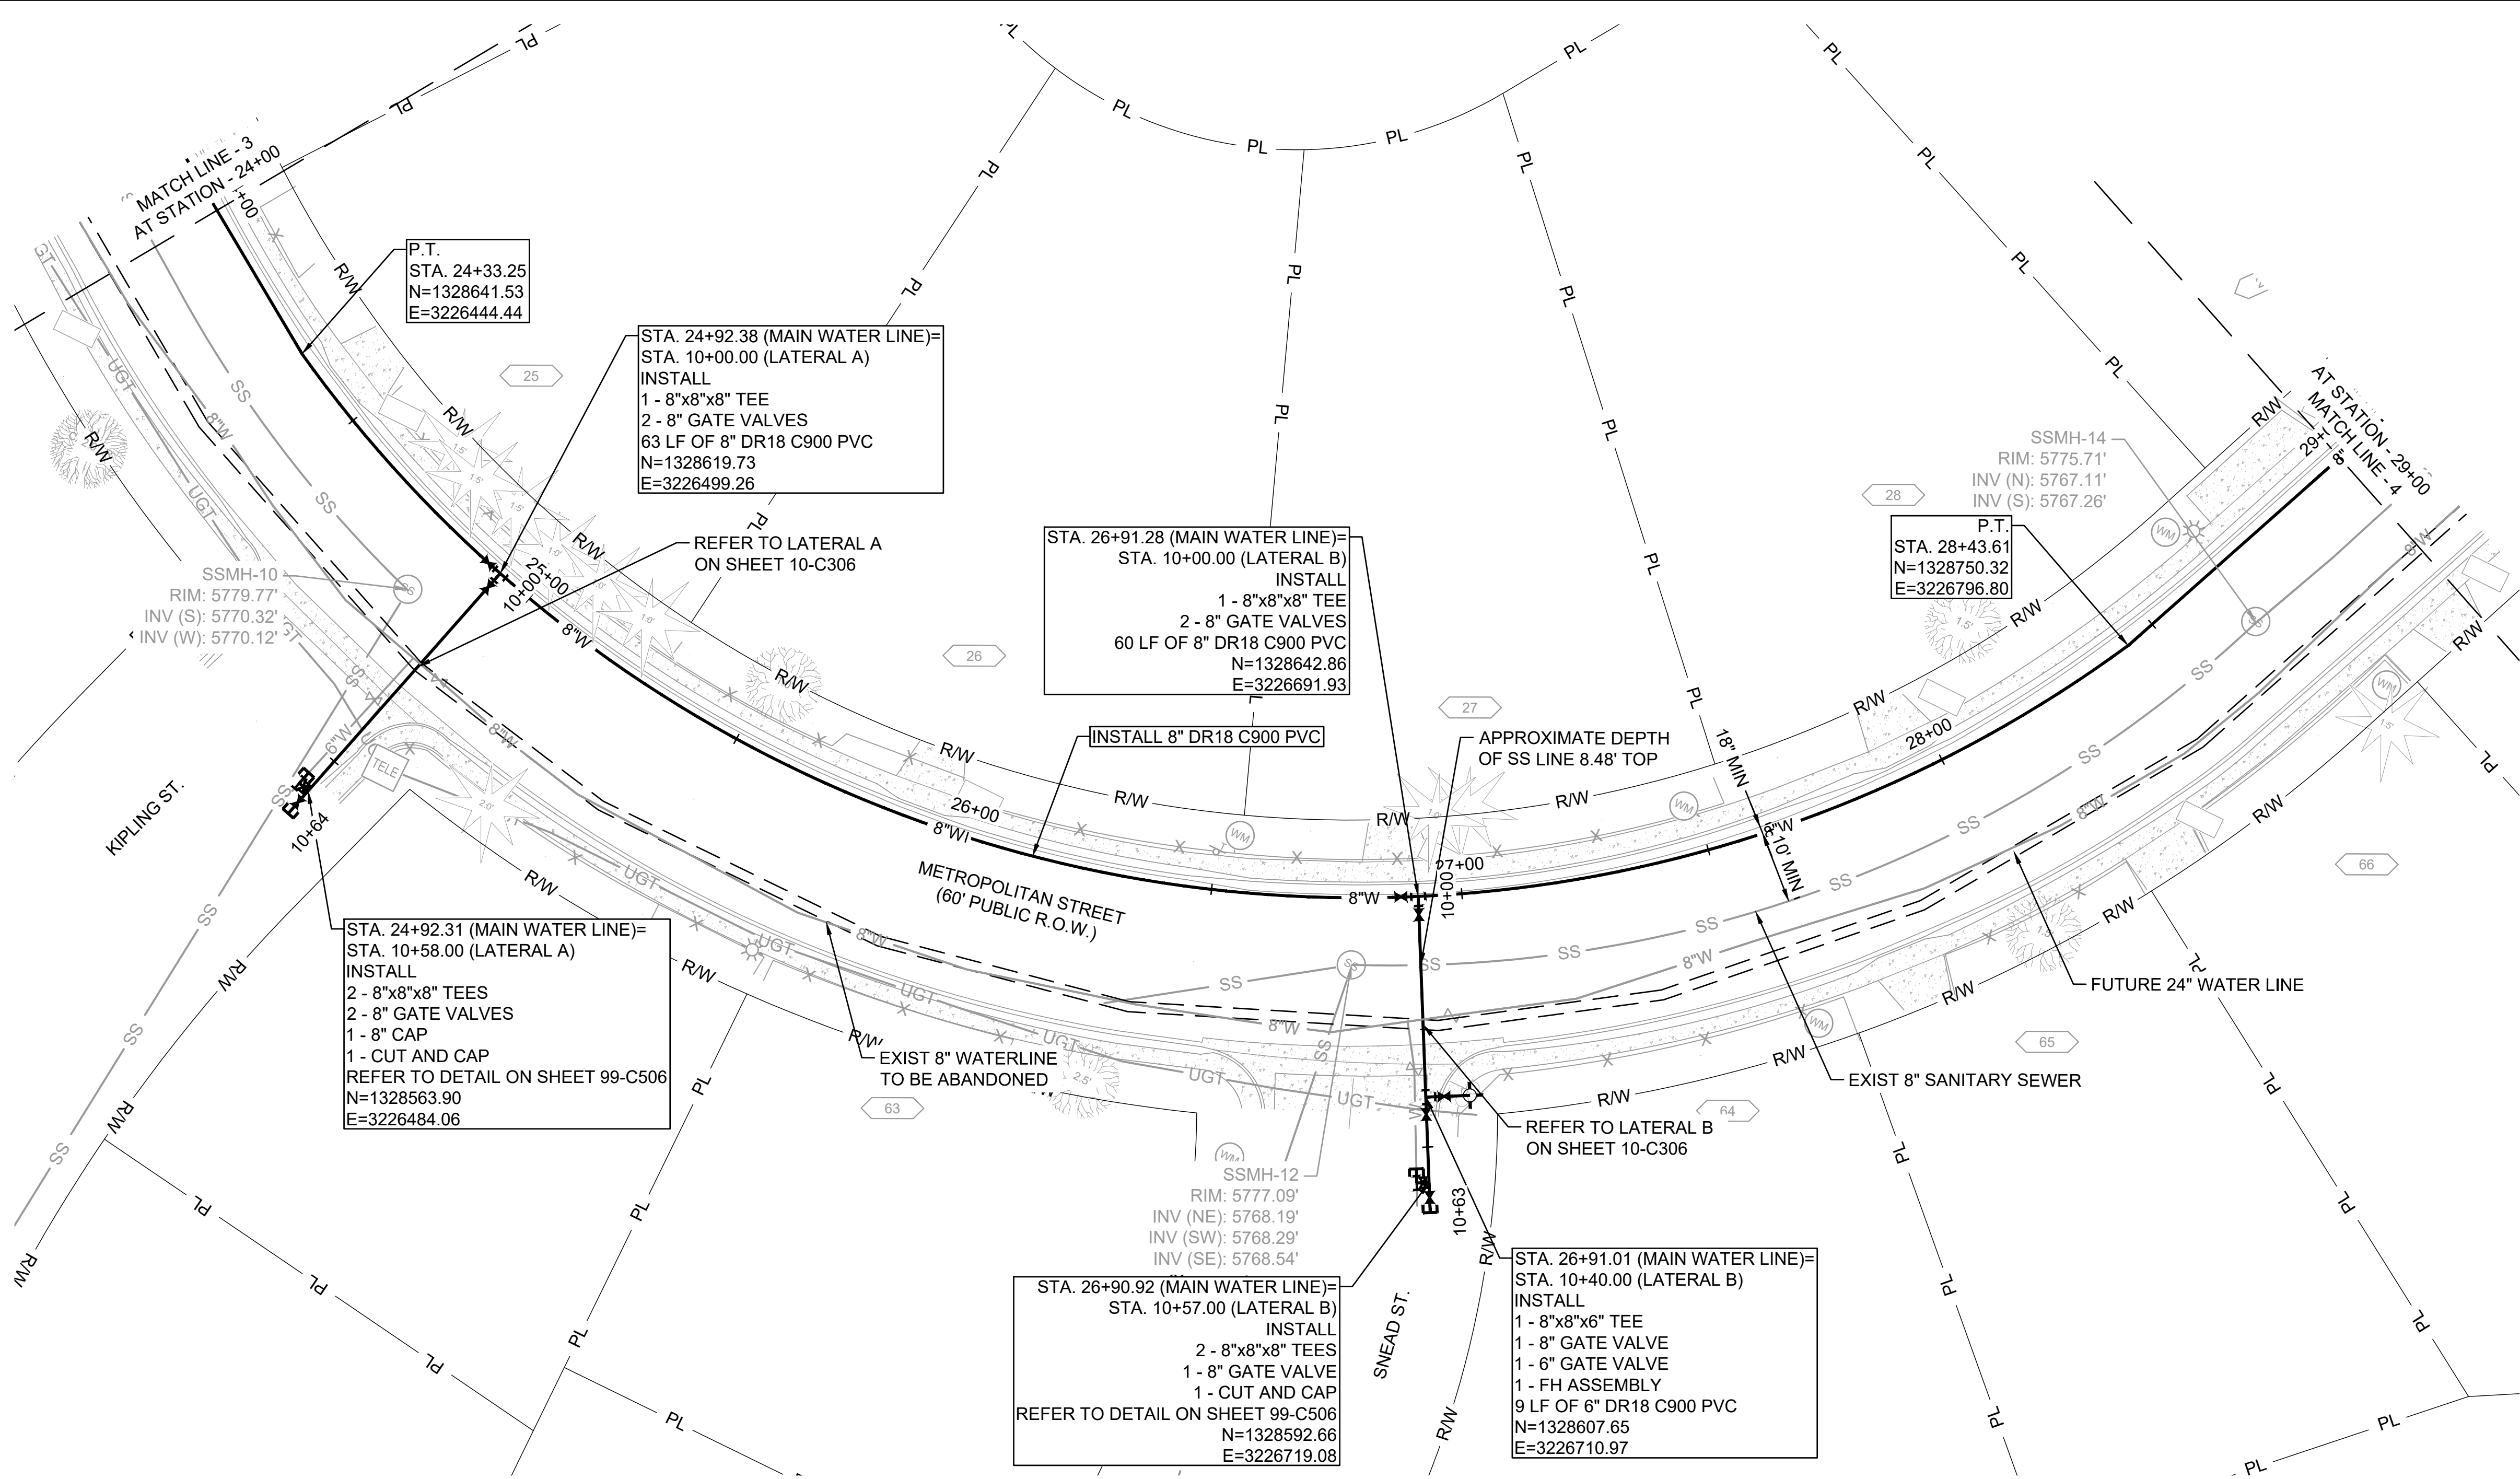 MATCH LINE - 3
AT STATION - 24+00
P.T.
STA. 24+33.25
N=1328641.53
E=3226444.44
STA. 24+92.38 (MAIN WATER LINE)=
STA. 10+00.00 (LATERAL A)
INSTALL
1 - 8"x8"x8" TEE
2 - 8" GATE VALVES
63 LF OF 8" DR18 C900 PVC
N=1328619.73
E=3226499.26
REFER TO LATERAL A
ON SHEET 10-C306
STA. 26+91.28 (MAIN WATER LINE)=
STA. 10+00.00 (LATERAL B)
INSTALL
1 - 8"x8"x8" TEE
2 - 8" GATE VALVES
60 LF OF 8" DR18 C900 PVC
N=1328642.86
E=3226691.93
INSTALL 8" DR18 C900 PVC
APPROXIMATE DEPTH
OF SS LINE 8.48' TOP
SSMH-14
RIM: 5775.71'
INV (N): 5767.11'
INV (S): 5767.26'
P.T.
STA. 28+43.61
N=1328750.32
E=3226796.80
AT STATION - 29+00
MATCH LINE - 4
SSMH-10
RIM: 5779.77'
INV (S): 5770.32'
INV (W): 5770.12'
25+00
10+00
8"W
26+00
8"W
27+00
10+00
8"W
28+00
8"W
18" MIN
10' MIN
25
26
27
28
63
64
65
66
TELE
KIPLING ST.
10+64
METROPOLITAN STREET
(60' PUBLIC R.O.W.)
STA. 24+92.31 (MAIN WATER LINE)=
STA. 10+58.00 (LATERAL A)
INSTALL
2 - 8"x8"x8" TEES
2 - 8" GATE VALVES
1 - 8" CAP
1 - CUT AND CAP
REFER TO DETAIL ON SHEET 99-C506
N=1328563.90
E=3226484.06
EXIST 8" WATERLINE
TO BE ABANDONED
FUTURE 24" WATER LINE
EXIST 8" SANITARY SEWER
REFER TO LATERAL B
ON SHEET 10-C306
SSMH-12
RIM: 5777.09'
INV (NE): 5768.19'
INV (SW): 5768.29'
INV (SE): 5768.54'
10+63
SNEAD ST.
STA. 26+90.92 (MAIN WATER LINE)=
STA. 10+57.00 (LATERAL B)
INSTALL
2 - 8"x8"x8" TEES
1 - 8" GATE VALVE
1 - CUT AND CAP
REFER TO DETAIL ON SHEET 99-C506
N=1328592.66
E=3226719.08
STA. 26+91.01 (MAIN WATER LINE)=
STA. 10+40.00 (LATERAL B)
INSTALL
1 - 8"x8"x6" TEE
1 - 8" GATE VALVE
1 - 6" GATE VALVE
1 - FH ASSEMBLY
9 LF OF 6" DR18 C900 PVC
N=1328607.65
E=3226710.97
PL
R/W
SS
UGT
8"W
6"W
WM